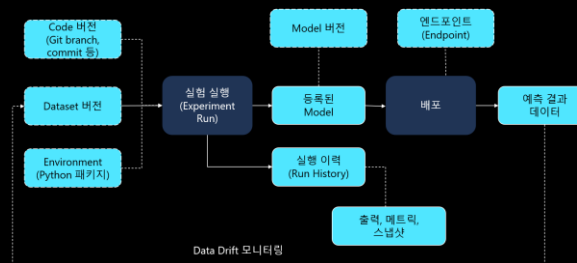 Code 버전
(Git branch,
commit 등)
Model 버전
엔드포인트
(Endpoint)
Dataset 버전
실험 실행
(Experiment
Run)
등록된
Model
배포
예측 결과
데이터
Environment
(Python 패키지)
실행 이력
(Run History)
출력, 메트릭,
스냅샷
Data Drift 모니터링